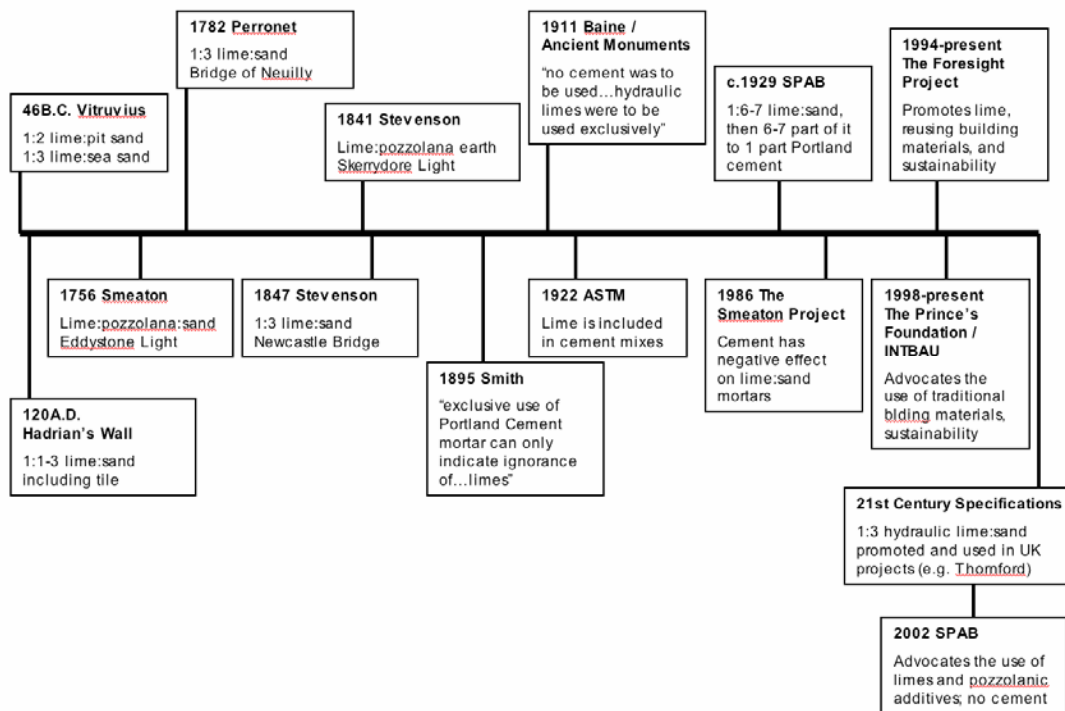 1782 Perronet
1:3 lime:sand
Bridge of Neuilly
1911 Baine /
Ancient Monuments
“no cement was to
be used…hydraulic
limes were to be
used exclusively”
1994-present
The Foresight
Project
Promotes lime,
reusing building
materials, and
sustainability
46B.C. Vitruvius
1:2 lime:pit sand
1:3 lime:sea sand
1841 Stevenson
Lime:pozzolana earth
Skerrydore Light
c.1929 SPAB
1:6-7 lime:sand,
then 6-7 part of it
to 1 part Portland
cement
1756 Smeaton
Lime:pozzolana:sand
Eddystone Light
1847 Stevenson
1:3 lime:sand
Newcastle Bridge
1922 ASTM
Lime is included
in cement mixes
1986 The
Smeaton Project
Cement has
negative effect
on lime:sand
mortars
1998-present
The Prince’s
Foundation /
INTBAU
Advocates the
use of traditional
blding materials,
sustainability
120A.D.
Hadrian’s Wall
1:1-3 lime:sand
including tile
1895 Smith
“exclusive use of
Portland Cement
mortar can only
indicate ignorance
of…limes”
21st Century Specifications
1:3 hydraulic lime:sand
promoted and used in UK
projects (e.g. Thornford)
2002 SPAB
Advocates the use of
limes and pozzolanic
additives; no cement